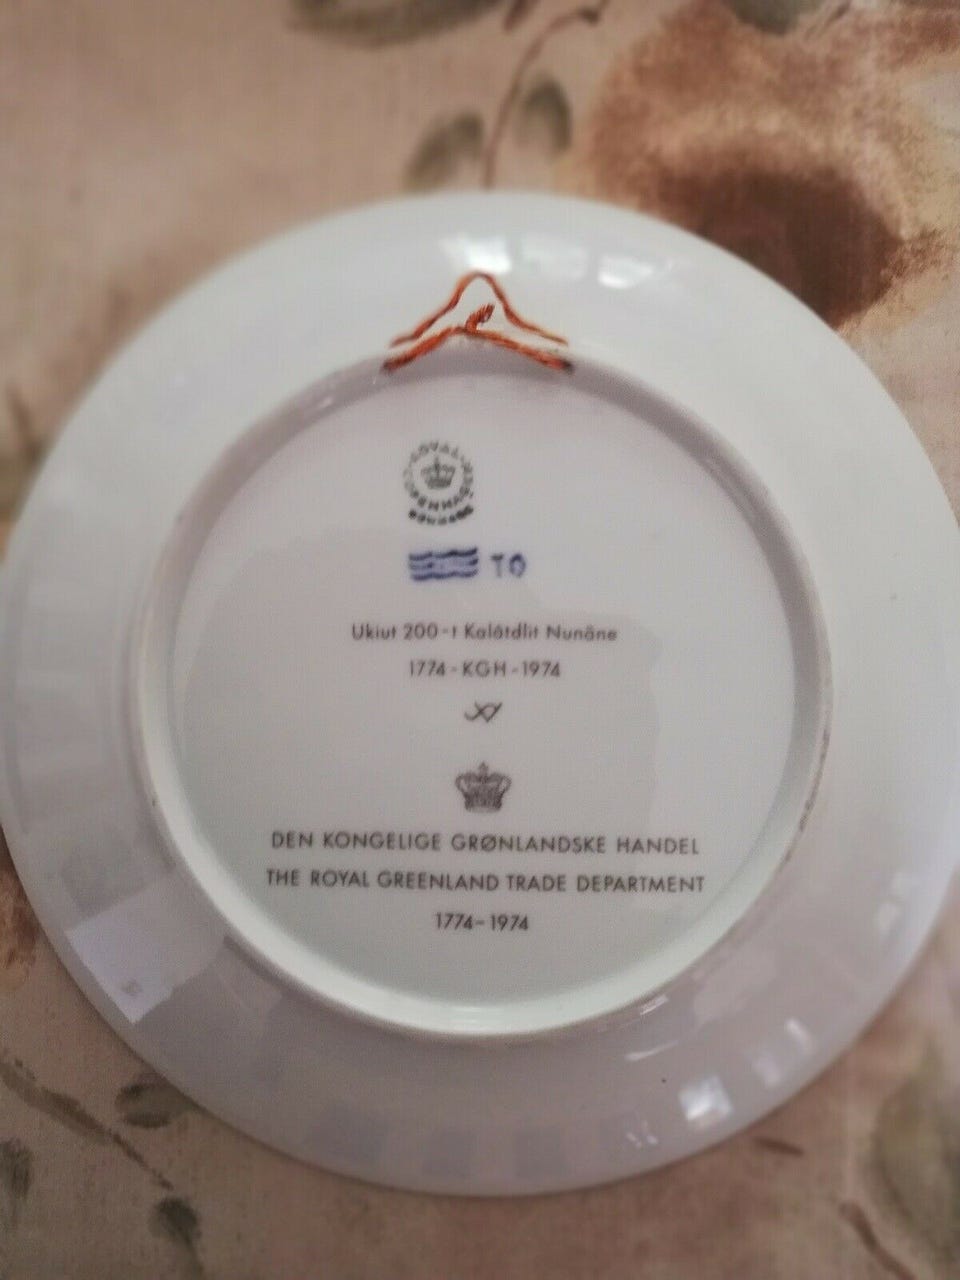 ROYAL COPENHAGEN
DENMARK
TO
Ukiut 200-t Kalâtdlit Nunâne
1774-KGH-1974
DEN KONGELIGE GRØNLANDSKE HANDEL
THE ROYAL GREENLAND TRADE DEPARTMENT
1774-1974